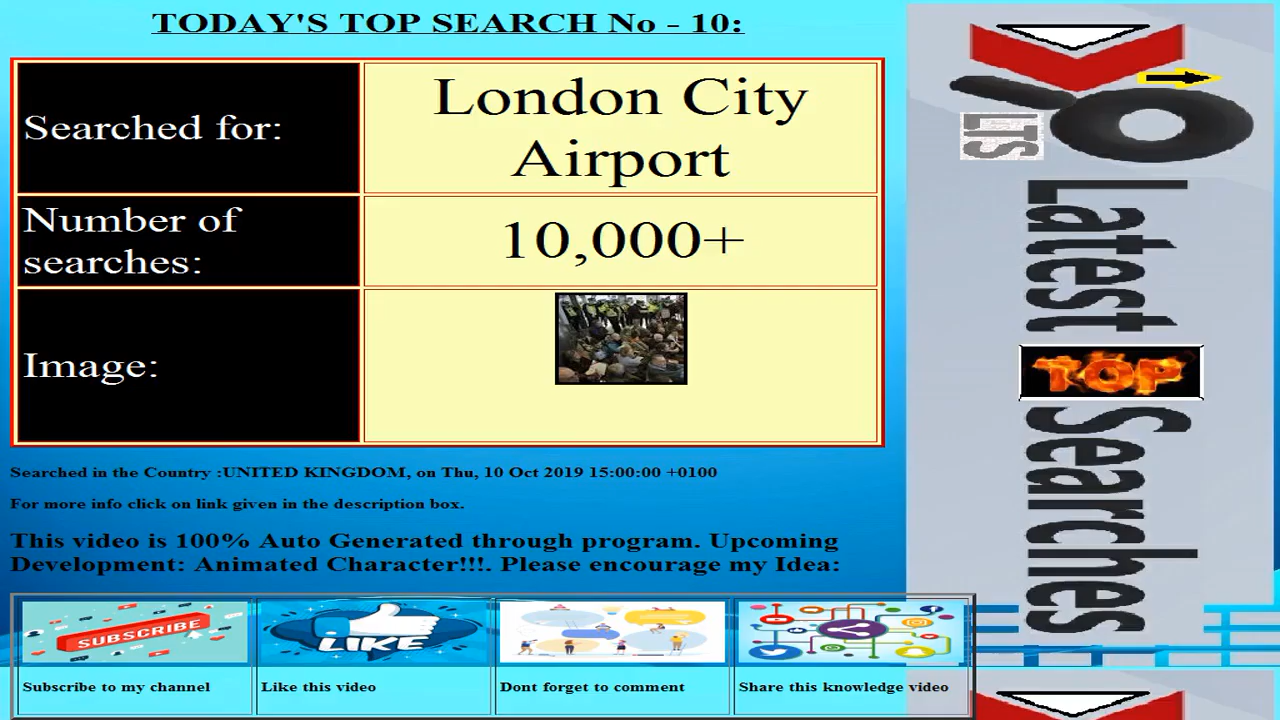 TODAY'S TOP SEARCH No - 10:
Searched for:
London City
Airport
Number of
searches:
10,000+
Image:
Searched in the Country :UNITED KINGDOM, on Thu, 10 Oct 2019 15:00:00 +0100
For more info click on link given in the description box.
This video is 100% Auto Generated through program. Upcoming
Development: Animated Character!!!. Please encourage my Idea:
SUBSCRIBE
LIKE
Subscribe to my channel
Like this video
Dont forget to comment
Share this knowledge video
LTS
Latest
TOP
Searches